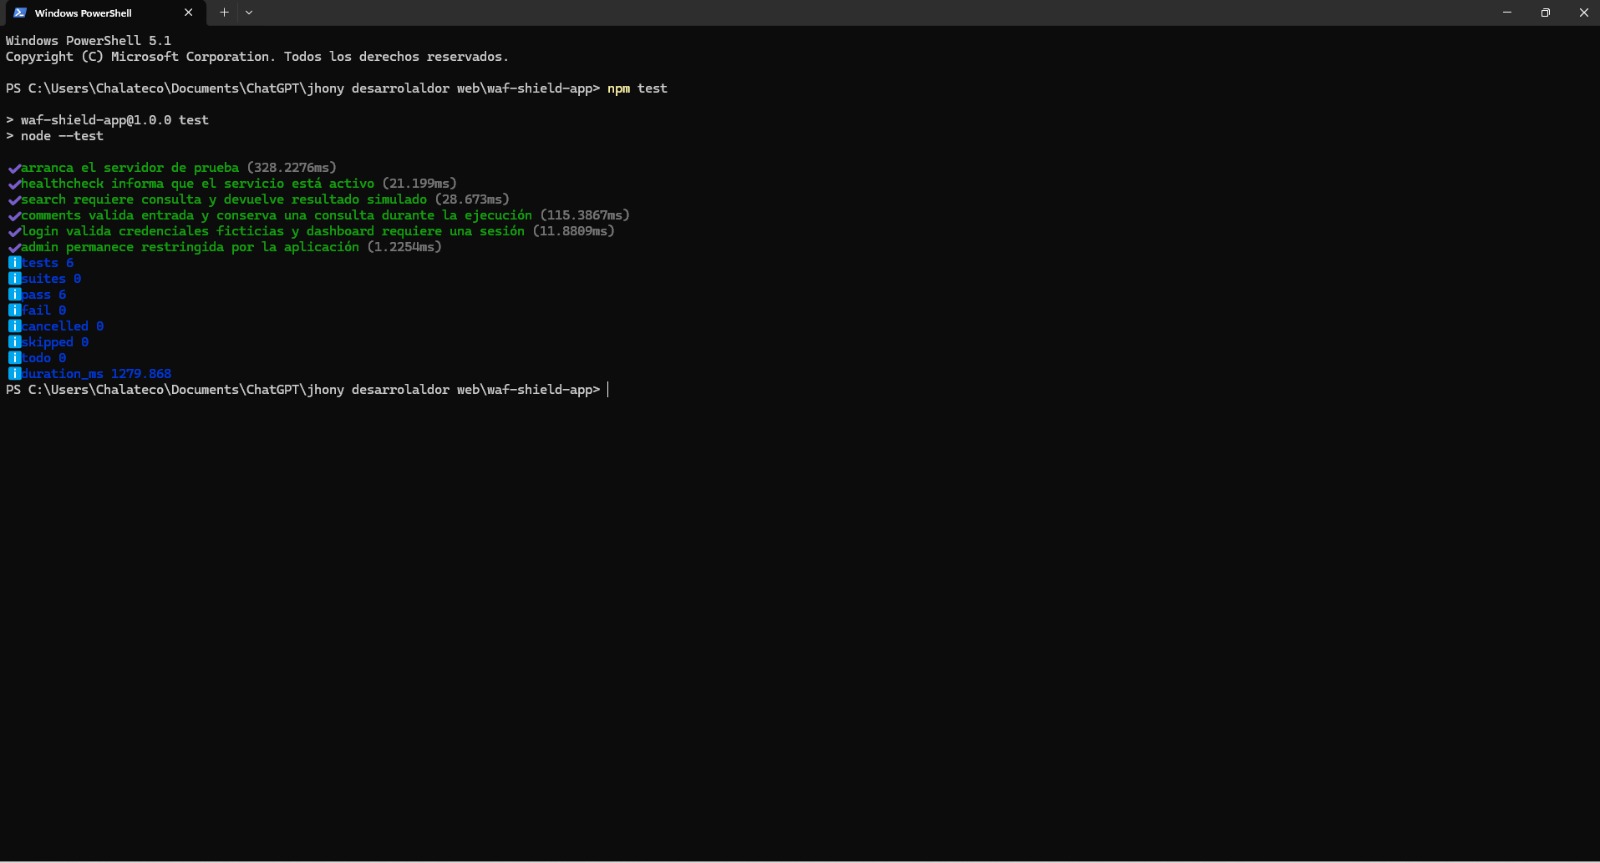 Windows PowerShell
Windows PowerShell 5.1
Copyright (C) Microsoft Corporation. Todos los derechos reservados.
PS C:\Users\Chalateco\Documents\ChatGPT\jhony desarrolaldor web\waf-shield-app> npm test
> waf-shield-app@1.0.0 test
> node --test
✔arranca el servidor de prueba (328.2276ms)
✔healthcheck informa que el servicio está activo (21.199ms)
✔search requiere consulta y devuelve resultado simulado (28.673ms)
✔comments valida entrada y conserva una consulta durante la ejecución (115.3867ms)
✔login valida credenciales ficticias y dashboard requiere una sesión (11.8809ms)
✔admin permanece restringida por la aplicación (1.2254ms)
ℹtests 6
ℹsuites 0
ℹpass 6
ℹfail 0
ℹcancelled 0
ℹskipped 0
ℹtodo 0
ℹduration_ms 1279.868
PS C:\Users\Chalateco\Documents\ChatGPT\jhony desarrolaldor web\waf-shield-app>